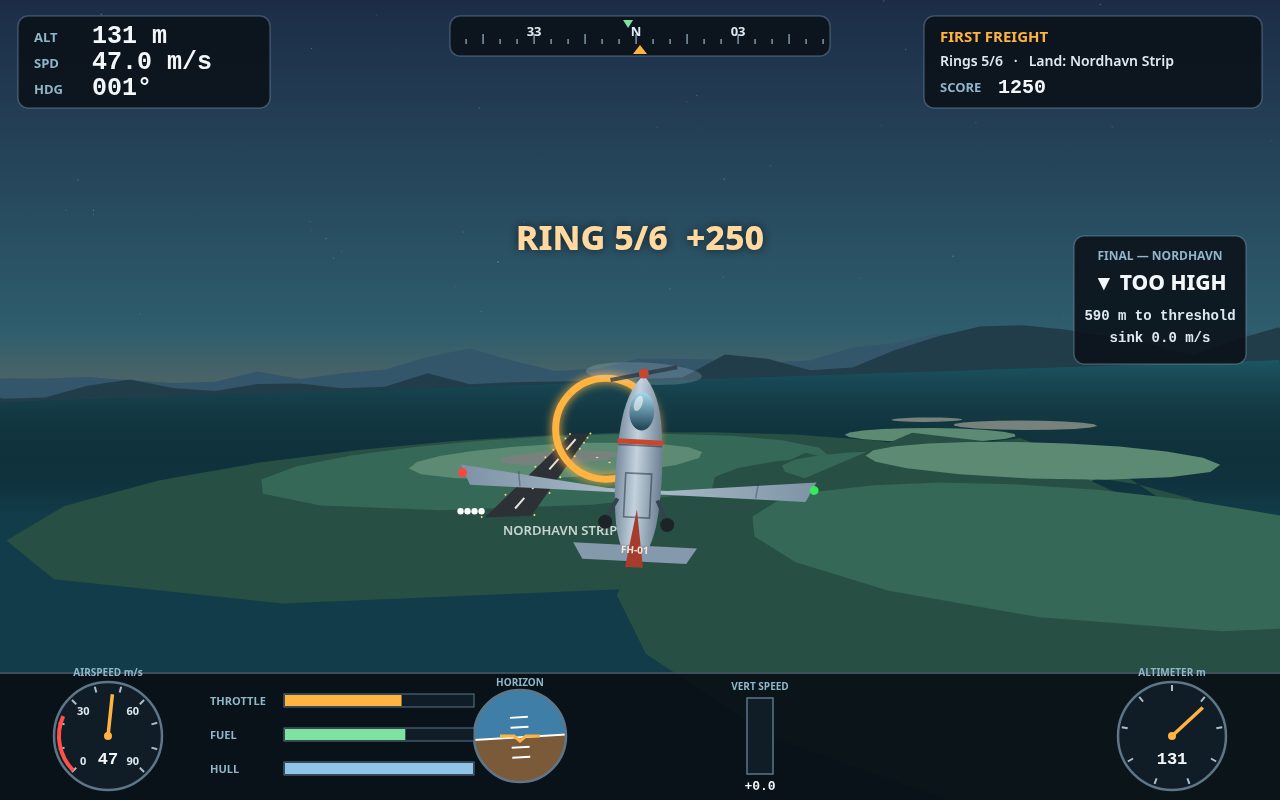 ALT 131 m
SPD 47.0 m/s
HDG 001°
33 N 03
FIRST FREIGHT
Rings 5/6 · Land: Nordhavn Strip
SCORE 1250
RING 5/6 +250
FINAL — NORDHAVN
▼ TOO HIGH
590 m to threshold
sink 0.0 m/s
NORDHAVN STRIP
FH-01
AIRSPEED m/s
30 60
0 47 90
THROTTLE
FUEL
HULL
HORIZON
VERT SPEED
+0.0
ALTIMETER m
131